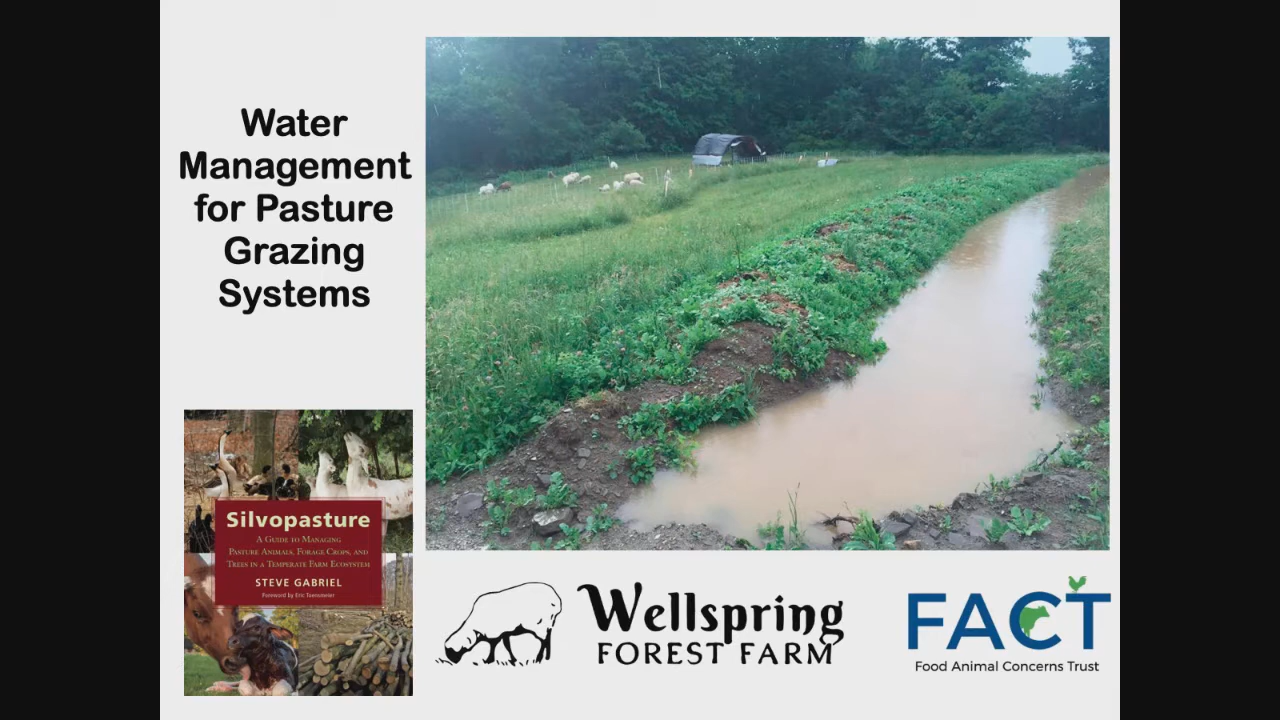 Water
Management
for Pasture
Grazing
Systems
Silvopasture
A Guide to Managing
Pasture Animals, Forage Crops, and
Trees in a Temperate Farm Ecosystem
STEVE GABRIEL
Foreword by Eric Toensmeier
Wellspring
FOREST FARM
FACT
Food Animal Concerns Trust